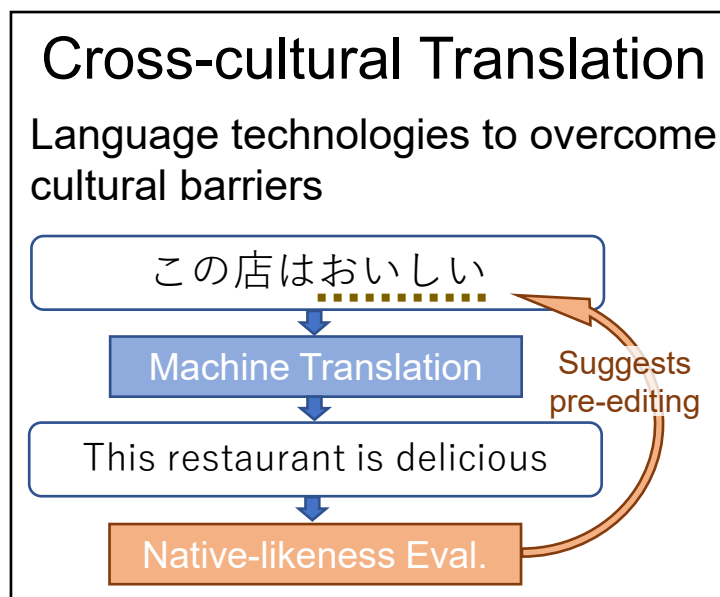 Cross-cultural Translation
Language technologies to overcome
cultural barriers
この店はおいしい
Machine Translation
Suggests
pre-editing
This restaurant is delicious
Native-likeness Eval.